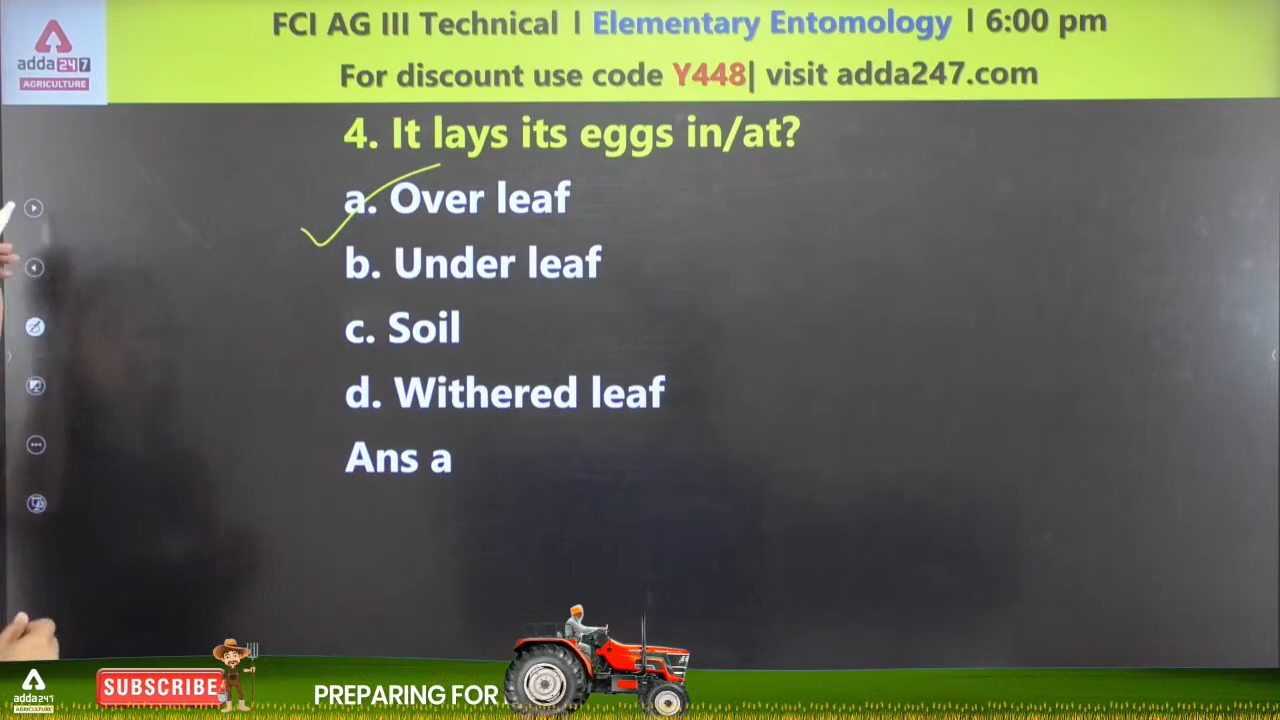 FCI AG III Technical l Elementary Entomology l 6:00 pm
For discount use code Y448| visit adda247.com
adda247
AGRICULTURE
4. It lays its eggs in/at?
a. Over leaf
b. Under leaf
c. Soil
d. Withered leaf
Ans a
adda247
AGRICULTURE
SUBSCRIBE
PREPARING FOR